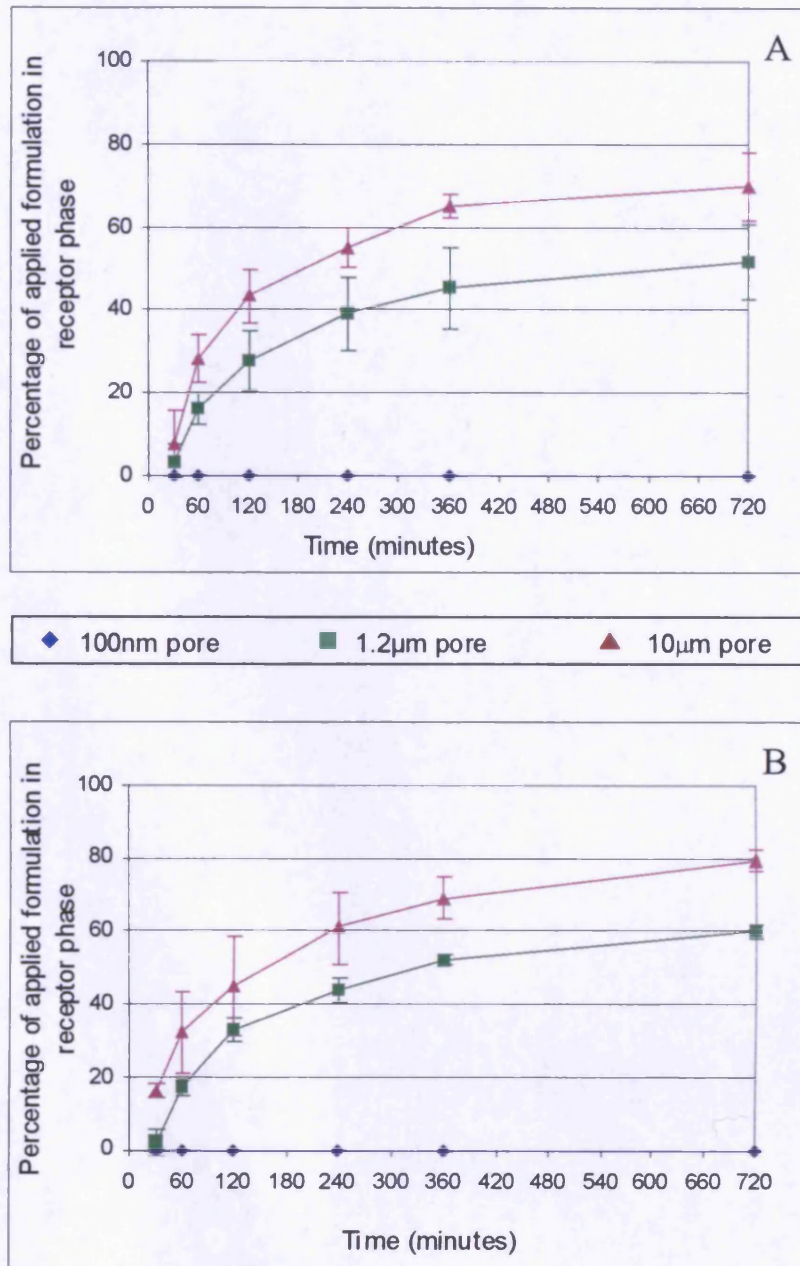 A
Percentage of applied formulation in
receptor phase
100
80
60
40
20
0
0 60 120 180 240 300 360 420 480 540 600 660 720
Time (minutes)
100nm pore 1.2µm pore 10µm pore
B
Percentage of applied formulation in
receptor phase
100
80
60
40
20
0
0 60 120 180 240 300 360 420 480 540 600 660 720
Time (minutes)